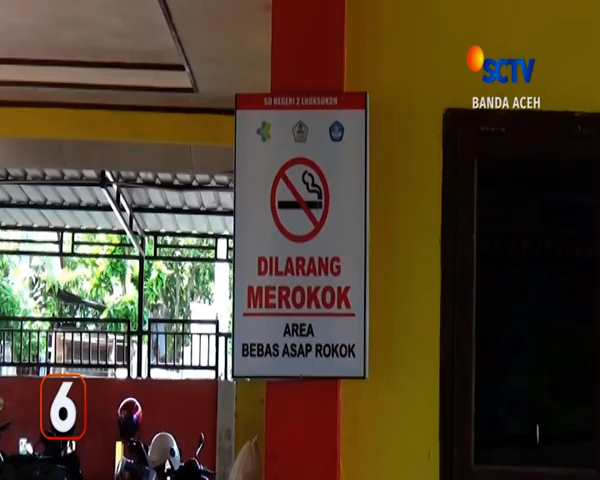 SCTV
BANDA ACEH
SD NEGERI 2 LHOKSUKON
DILARANG
MEROKOK
AREA
BEBAS ASAP ROKOK
6